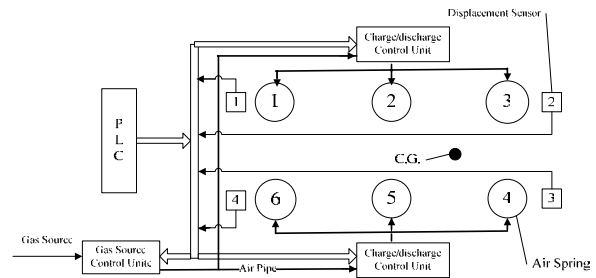 Displacement Sensor
Charge/discharge
Control Unit
1
1
2
3
2
P
L
C
C.G.
4
6
5
4
3
Gas Source
Gas Source
Control Unite
Air Pipe
Charge/discharge
Control Unit
Air Spring